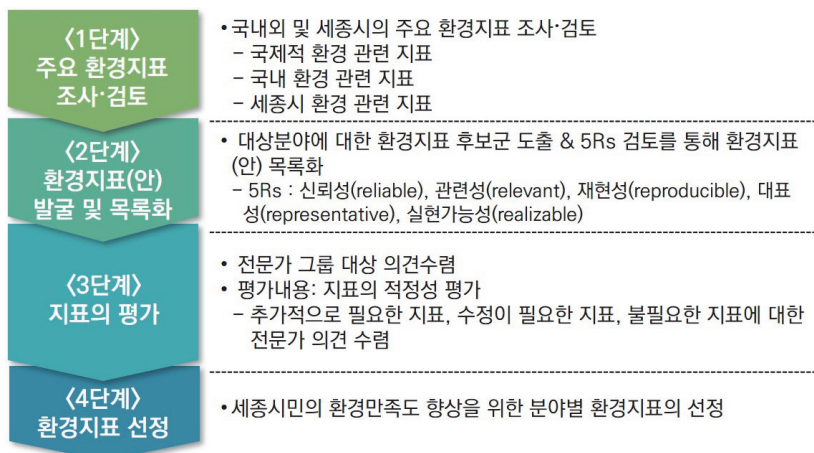 〈1단계〉
주요 환경지표
조사·검토
•국내외 및 세종시의 주요 환경지표 조사·검토
– 국제적 환경 관련 지표
– 국내 환경 관련 지표
– 세종시 환경 관련 지표
〈2단계〉
환경지표(안)
발굴 및 목록화
• 대상분야에 대한 환경지표 후보군 도출 & 5Rs 검토를 통해 환경지표
(안) 목록화
– 5Rs : 신뢰성(reliable), 관련성(relevant), 재현성(reproducible), 대표
성(representative), 실현가능성(realizable)
〈3단계〉
지표의 평가
• 전문가 그룹 대상 의견수렴
• 평가내용: 지표의 적정성 평가
– 추가적으로 필요한 지표, 수정이 필요한 지표, 불필요한 지표에 대한
전문가 의견 수렴
〈4단계〉
환경지표 선정
•세종시민의 환경만족도 향상을 위한 분야별 환경지표의 선정